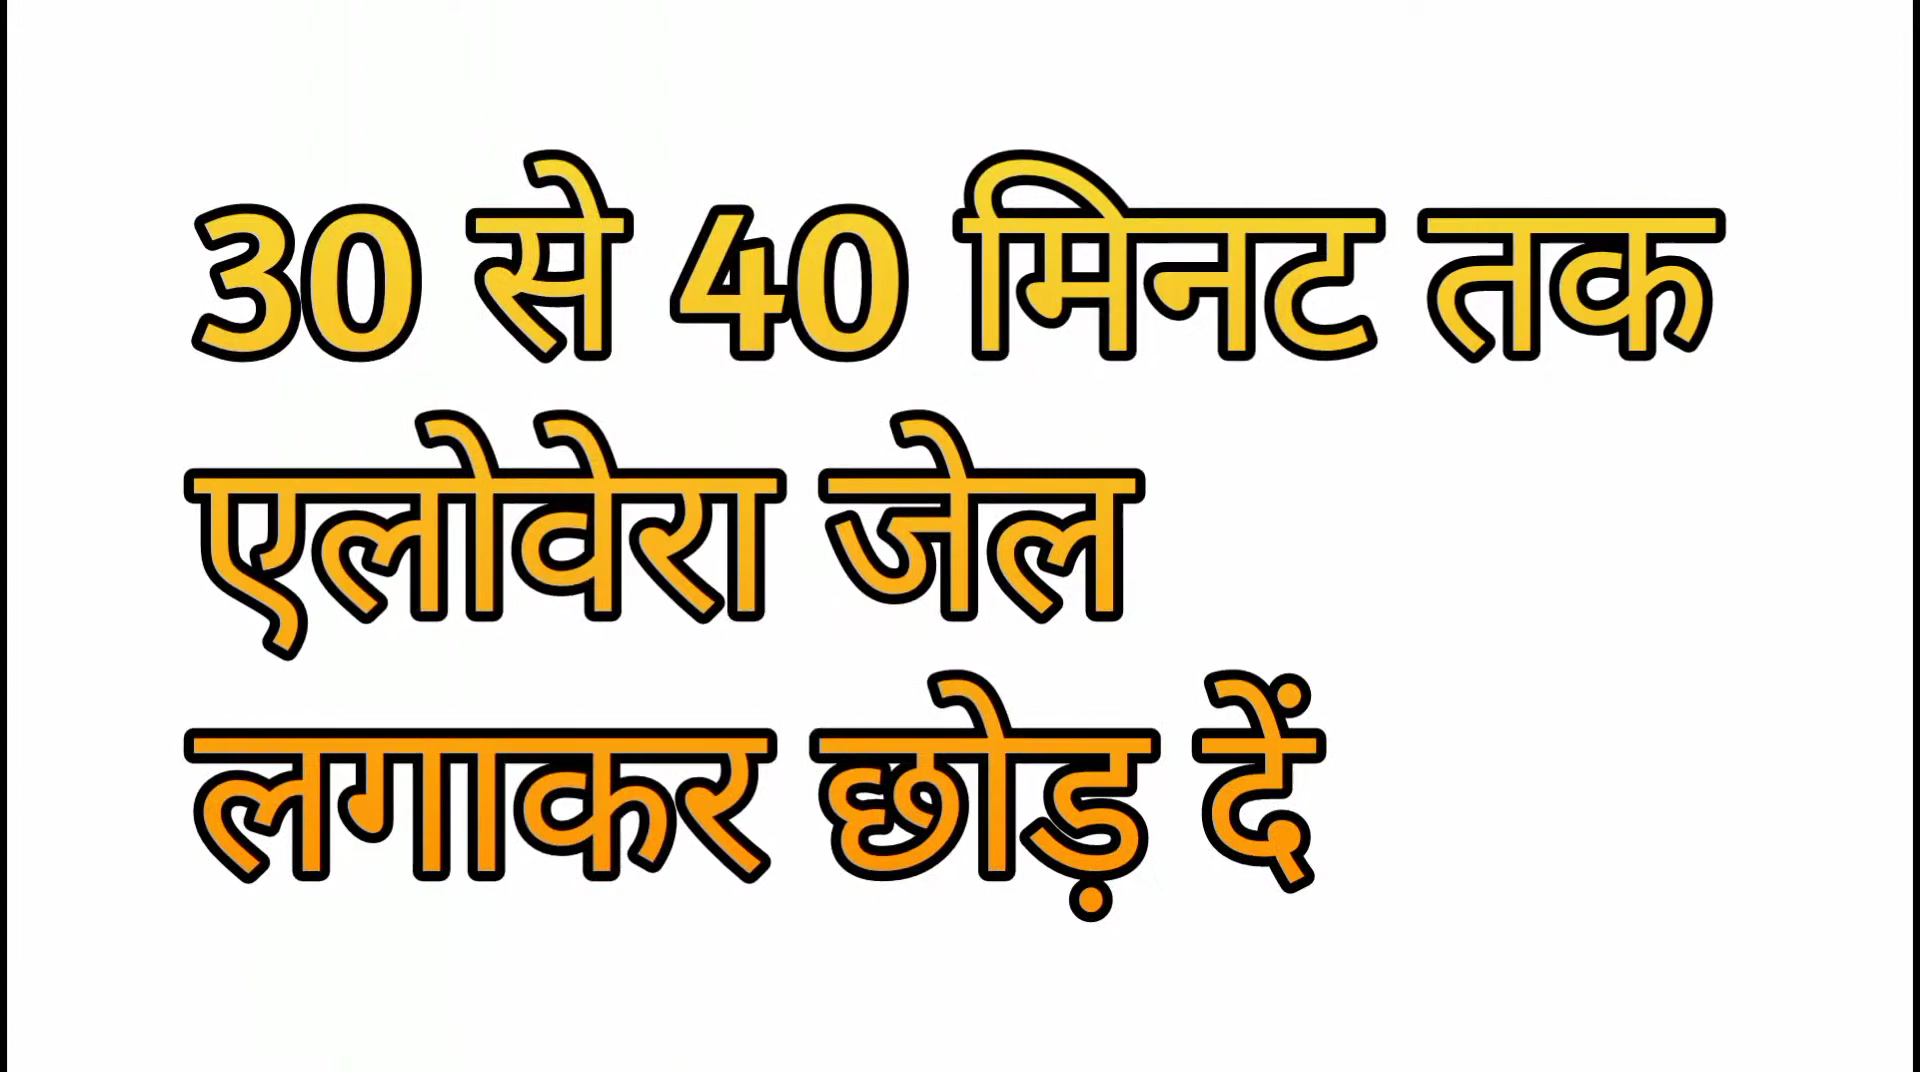 30 से 40 मिनट तक
एलोवेरा जेल
लगाकर छोड़ दें